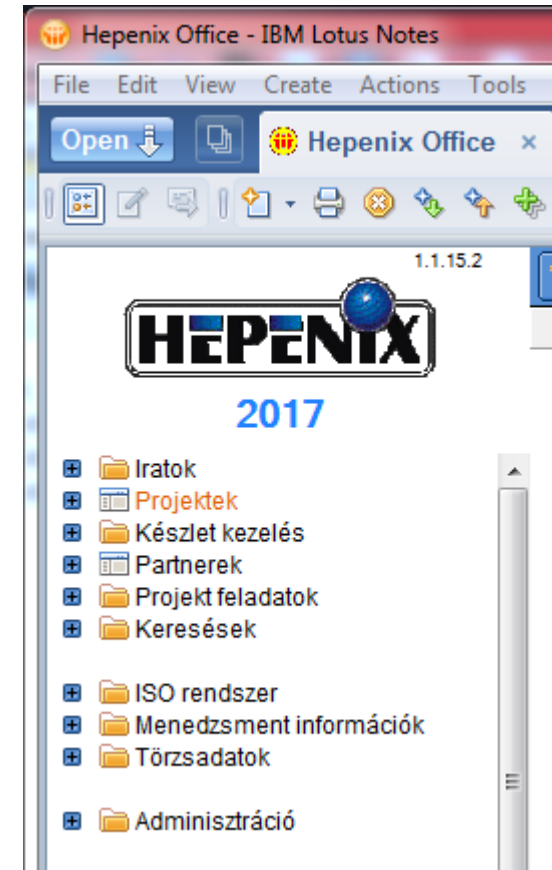 Hepenix Office - IBM Lotus Notes
File Edit View Create Actions Tools
Open Hepenix Office ×
1.1.15.2
HEPENIX
2017
Iratok
Projektek
Készlet kezelés
Partnerek
Projekt feladatok
Keresések
ISO rendszer
Menedzsment információk
Törzsadatok
Adminisztráció